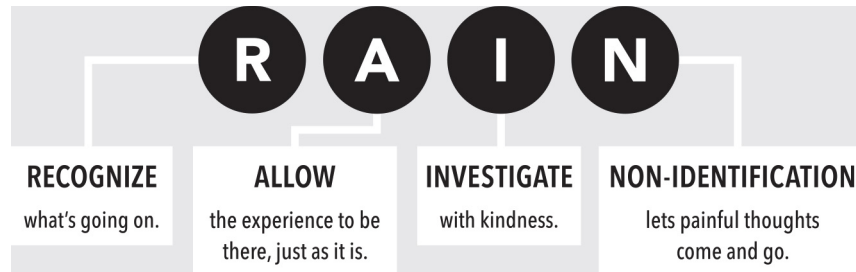 R A I N
RECOGNIZE
what's going on.
ALLOW
the experience to be
there, just as it is.
INVESTIGATE
with kindness.
NON-IDENTIFICATION
lets painful thoughts
come and go.